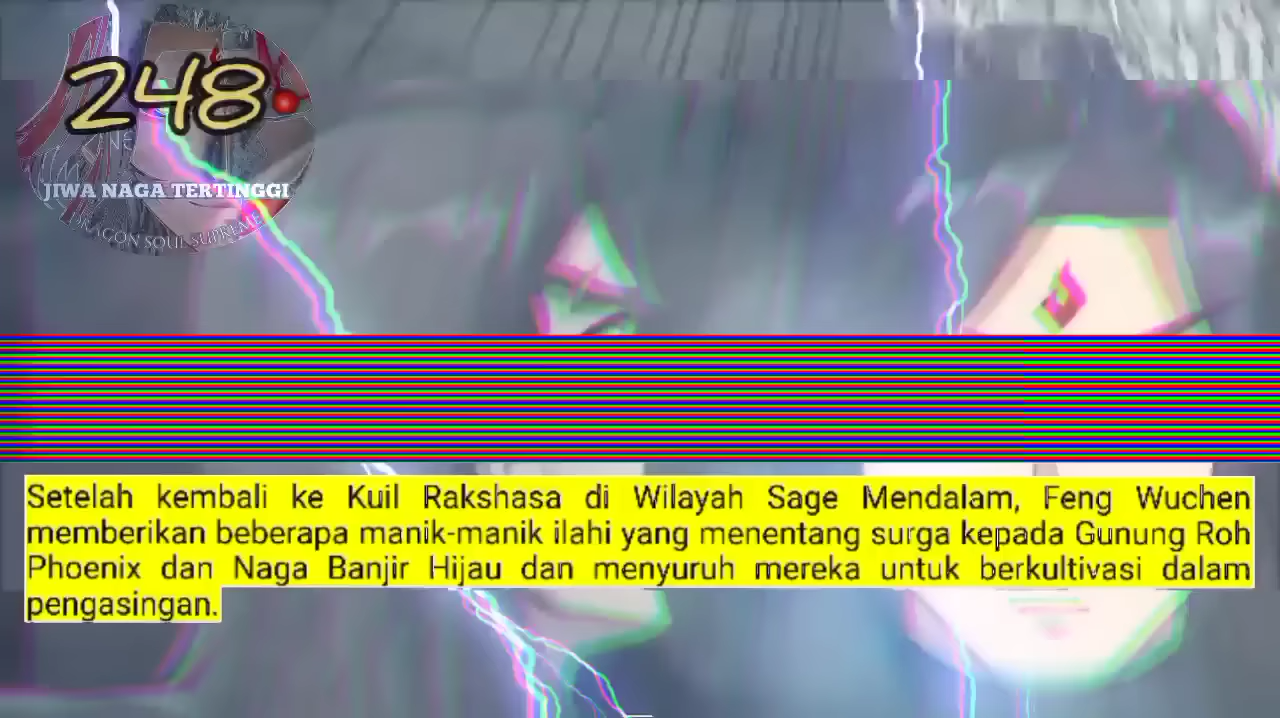 248
JIWA NAGA TERTINGGI
DRAGON SOUL SUPREME
Setelah kembali ke Kuil Rakshasa di Wilayah Sage Mendalam, Feng Wuchen
memberikan beberapa manik-manik ilahi yang menentang surga kepada Gunung Roh
Phoenix dan Naga Banjir Hijau dan menyuruh mereka untuk berkultivasi dalam
pengasingan.